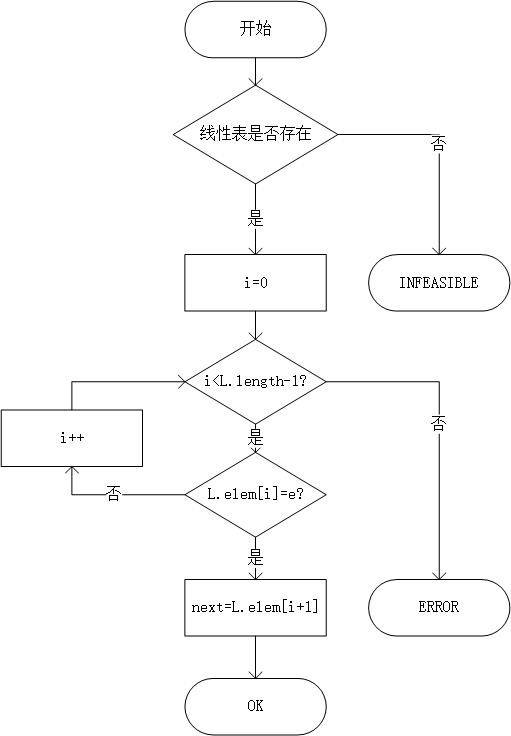 开始
线性表是否存在
否
是
i=0
INFEASIBLE
i<L.length-1?
i++
是
否
否
L.elem[i]=e?
是
next=L.elem[i+1]
ERROR
OK